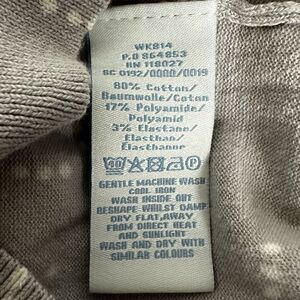 WK814
P.O 864853
RN 118027
SC 0192/0000/0019
80% Cotton/
Baumwolle/Coton
17% Polyamide/
Polyamid
3% Elastane/
Elasthan/
Elasthanne
GENTLE MACHINE WASH
COOL IRON
WASH INSIDE OUT
RESHAPE WHILST DAMP
DRY FLAT,AWAY
FROM DIRECT HEAT
AND SUNLIGHT
WASH AND DRY WITH
SIMILAR COLOURS